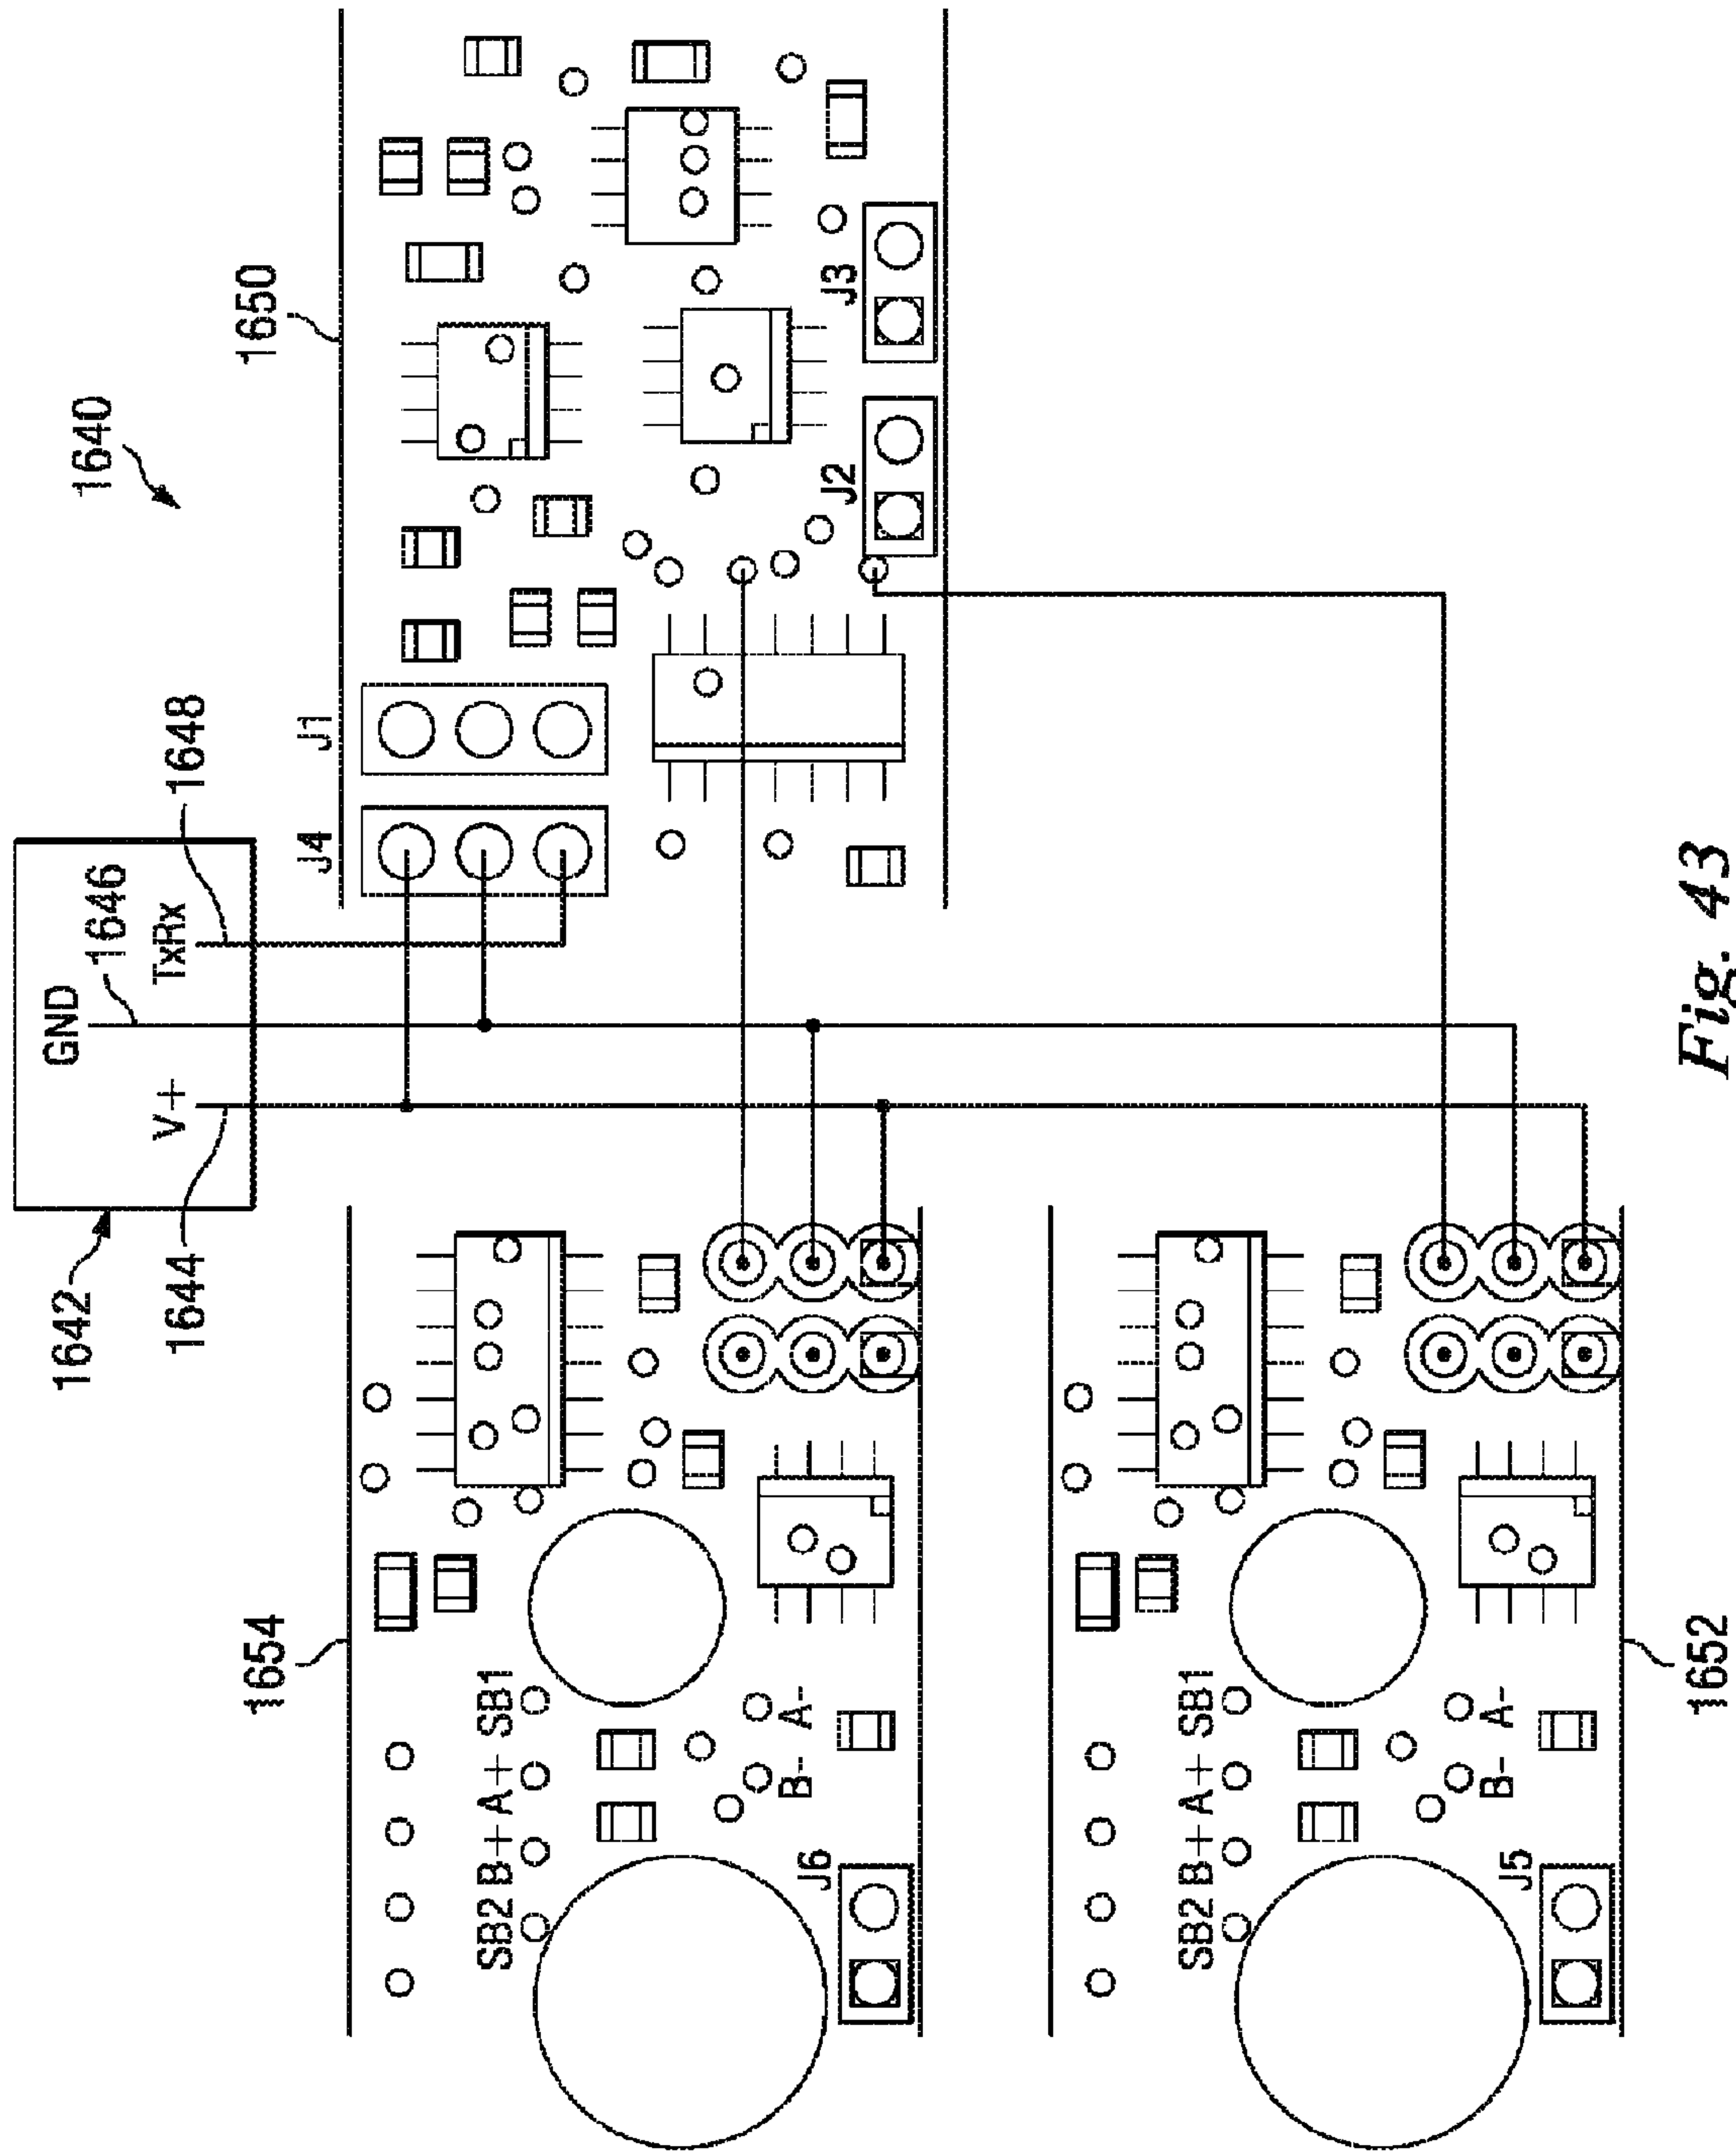 1640
1642
1644
GND
V+
TxRx
1646
1648
1650
J4
J1
J2
J3
1654
SB2 B+ A+ SB1
B- A-
J6
SB2 B+ A+ SB1
B- A-
J5
1652
Fig. 43